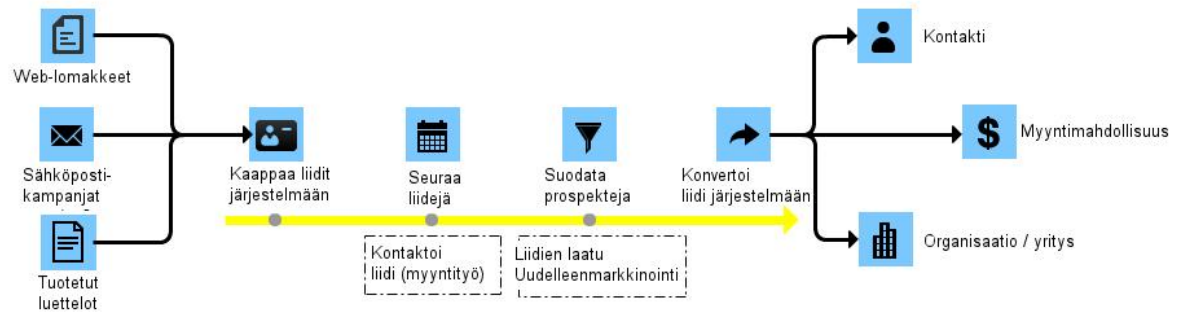 Web-lomakkeet
Sähköposti-
kampanjat
Tuotetut
luettelot
Kaappaa liidit
järjestelmään
Seuraa
liidejä
Suodata
prospekteja
Konvertoi
liidi järjestelmään
Kontaktoi
liidi (myyntityö)
Liidien laatu
Uudelleenmarkkinointi
Kontakti
$
Myyntimahdollisuus
Organisaatio / yritys